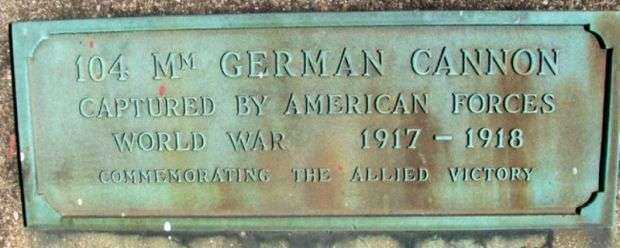 104 MM GERMAN CANNON
CAPTURED BY AMERICAN FORCES
WORLD WAR 1917 - 1918
COMMEMORATING THE ALLIED VICTORY